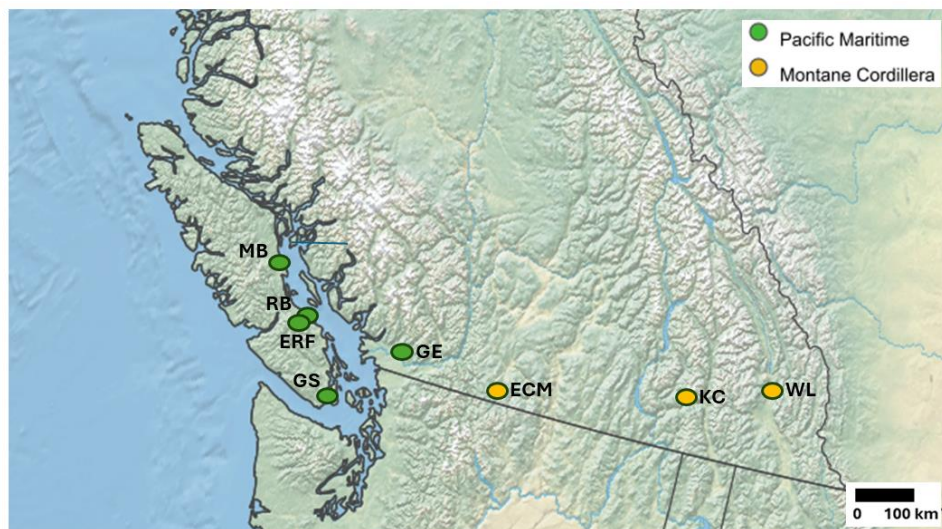 Pacific Maritime
Montane Cordillera
MB
RB
ERF
GE
GS
ECM
KC
WL
0 100 km